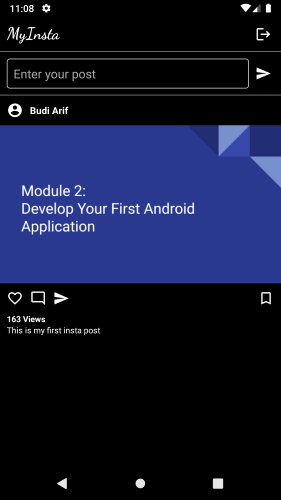 11:08
MyInsta
Enter your post
Budi Arif
Module 2:
Develop Your First Android
Application
163 Views
This is my first insta post